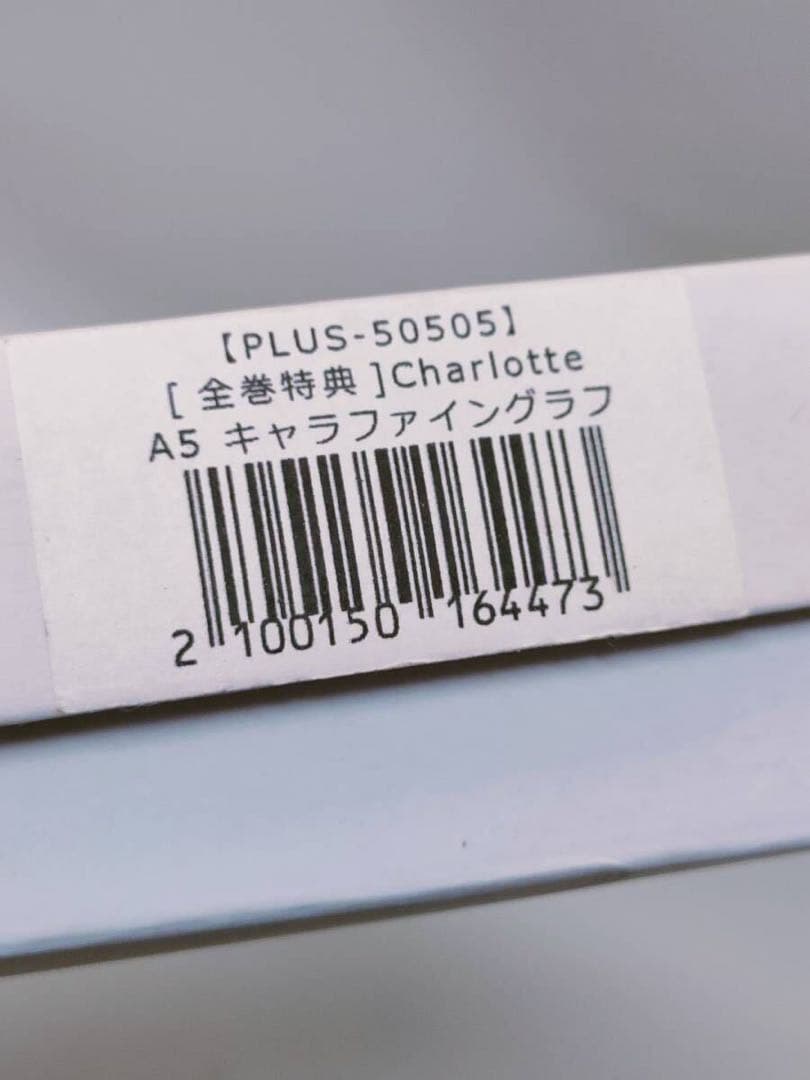 【PLUS-50505】
[ 全巻特典 ]Charlotte
A5 キャラファイングラフ
2 100150 164473